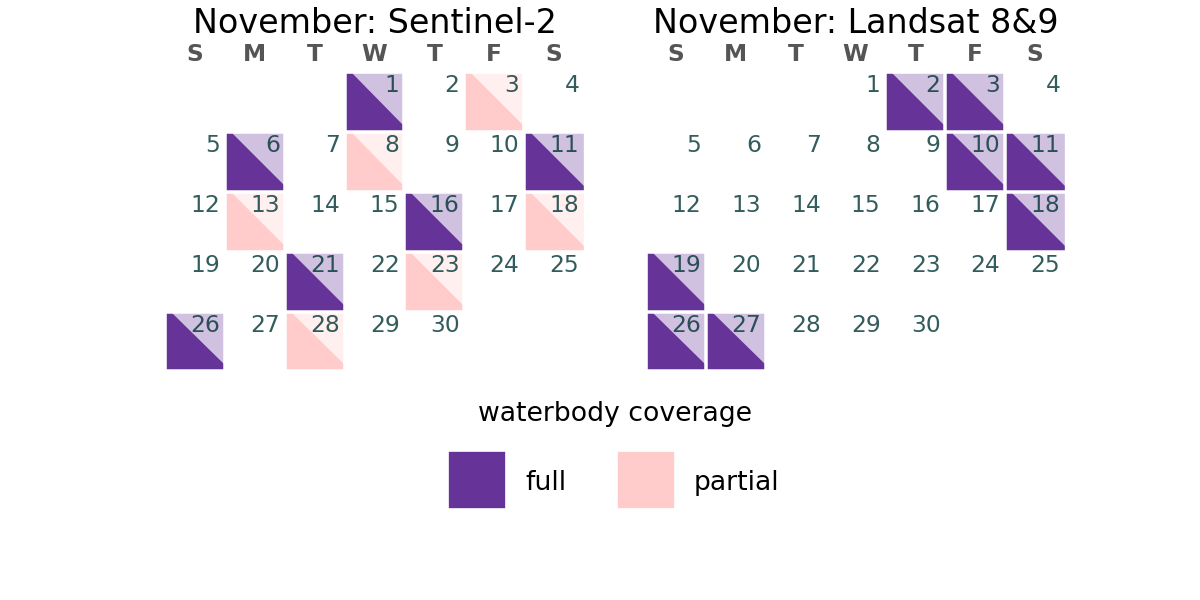 November: Sentinel-2
S M T W T F S
1 2 3 4
5 6 7 8 9 10 11
12 13 14 15 16 17 18
19 20 21 22 23 24 25
26 27 28 29 30
November: Landsat 8&9
S M T W T F S
1 2 3 4
5 6 7 8 9 10 11
12 13 14 15 16 17 18
19 20 21 22 23 24 25
26 27 28 29 30
waterbody coverage
full partial